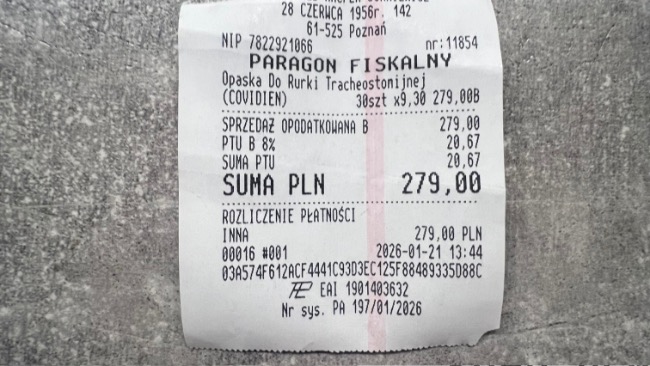 28 CZERWCA 1956r. 142
61-525 Poznań
NIP 7822921066 nr:11854
PARAGON FISKALNY
Opaska Do Rurki Tracheostomijnej
(COVIDIEN) 30szt x9,30 279,00B
SPRZEDAŻ OPODATKOWANA B 279,00
PTU B 8% 20,67
SUMA PTU 20,67
SUMA PLN 279,00
ROZLICZENIE PŁATNOŚCI
INNA 279,00 PLN
00016 #001 2026-01-21 13:44
03A574F612ACF4441C93D3EC125F88489335D88C
EAI 1901403632
Nr sys. PA 197/01/2026